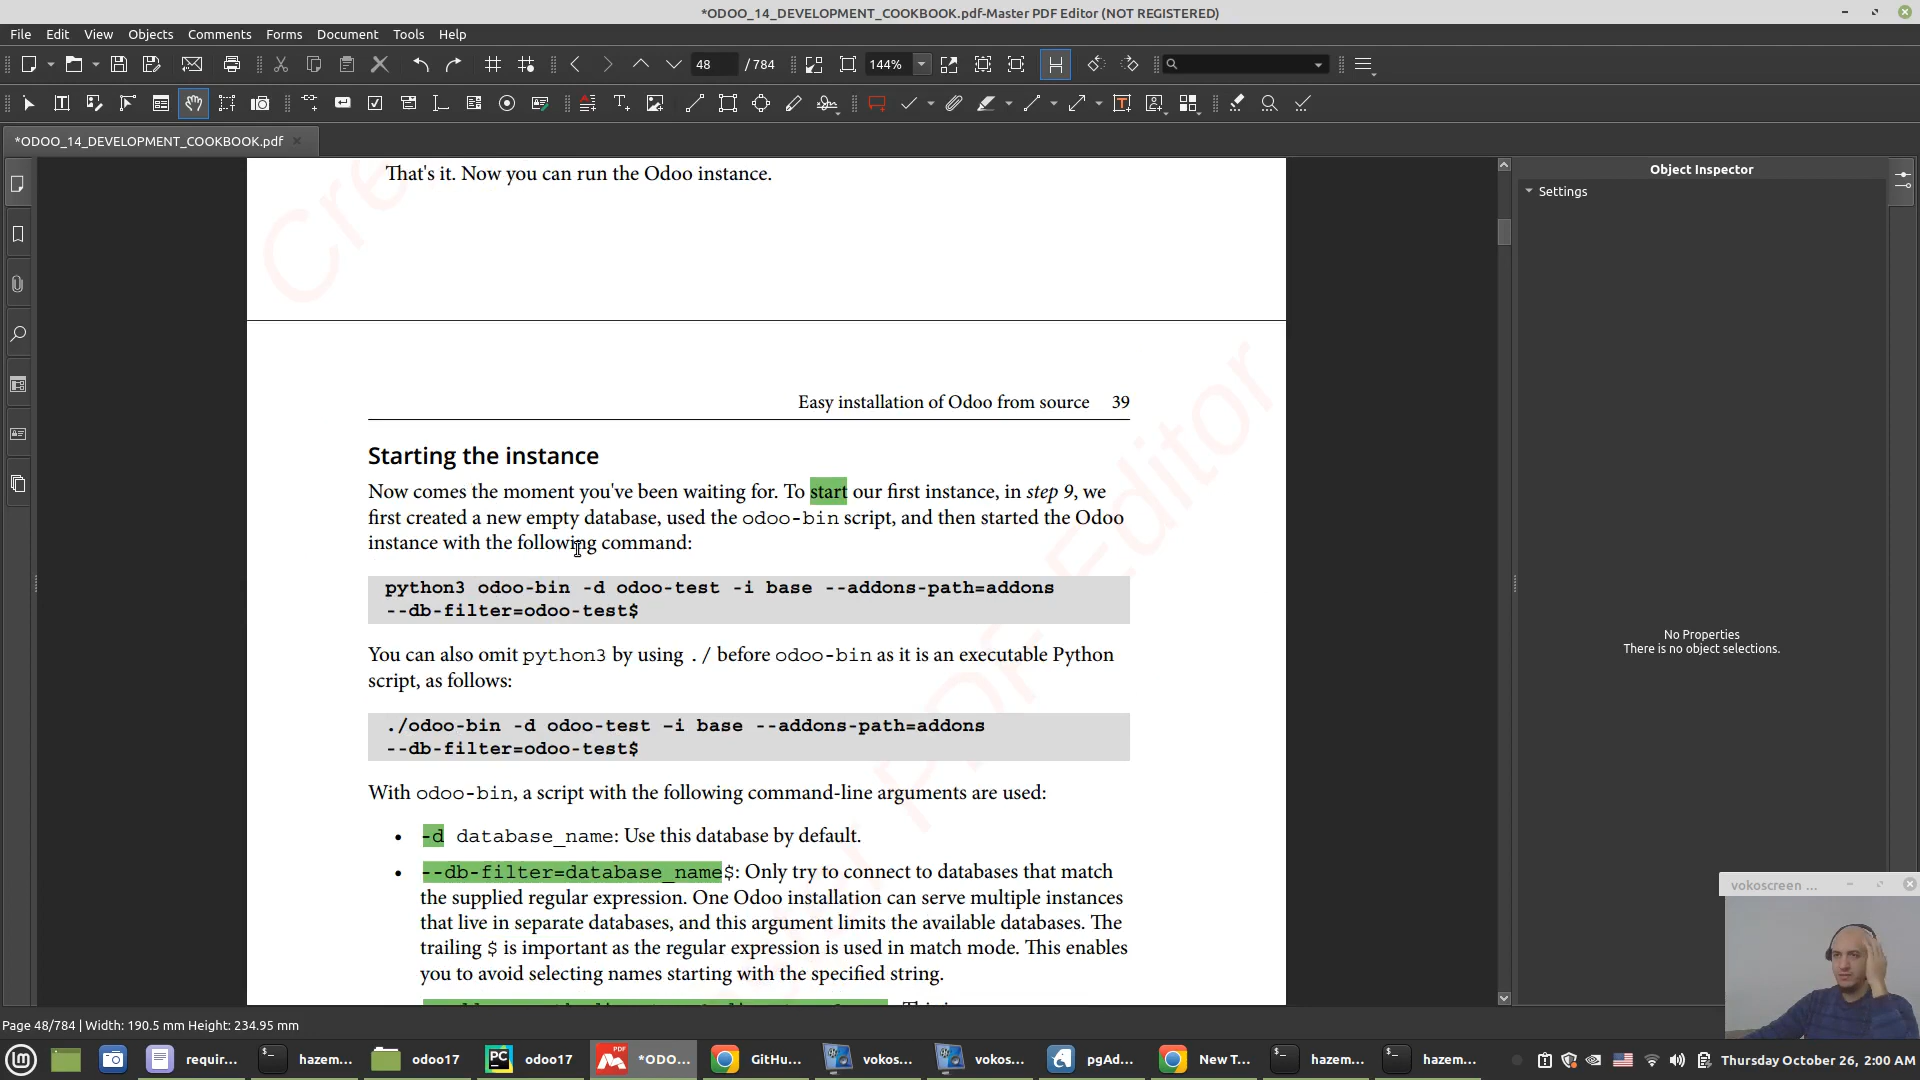 *ODOO_14_DEVELOPMENT_COOKBOOK.pdf-Master PDF Editor (NOT REGISTERED)
File Edit View Objects Comments Forms Document Tools Help
48 / 784 144%
*ODOO_14_DEVELOPMENT_COOKBOOK.pdf
Object Inspector
Settings
That's it. Now you can run the Odoo instance.
Cre
Easy installation of Odoo from source 39
Starting the instance
Now comes the moment you've been waiting for. To start our first instance, in step 9, we
first created a new empty database, used the odoo-bin script, and then started the Odoo
instance with the following command:
python3 odoo-bin -d odoo-test -i base --addons-path=addons
--db-filter=odoo-test$
You can also omit python3 by using ./ before odoo-bin as it is an executable Python
script, as follows:
./odoo-bin -d odoo-test –i base --addons-path=addons
--db-filter=odoo-test$
With odoo-bin, a script with the following command-line arguments are used:
• -d database_name: Use this database by default.
• --db-filter=database_name$: Only try to connect to databases that match
the supplied regular expression. One Odoo installation can serve multiple instances
that live in separate databases, and this argument limits the available databases. The
trailing $ is important as the regular expression is used in match mode. This enables
you to avoid selecting names starting with the specified string.
r PDF Editor
No Properties
There is no object selections.
vokoscreen ...
Page 48/784 | Width: 190.5 mm Height: 234.95 mm
requir... hazem... odoo17 PC odoo17 PDF *ODO... GitHu... vokos... vokos... pgAd... New T... hazem... hazem... Thursday October 26, 2:00 AM